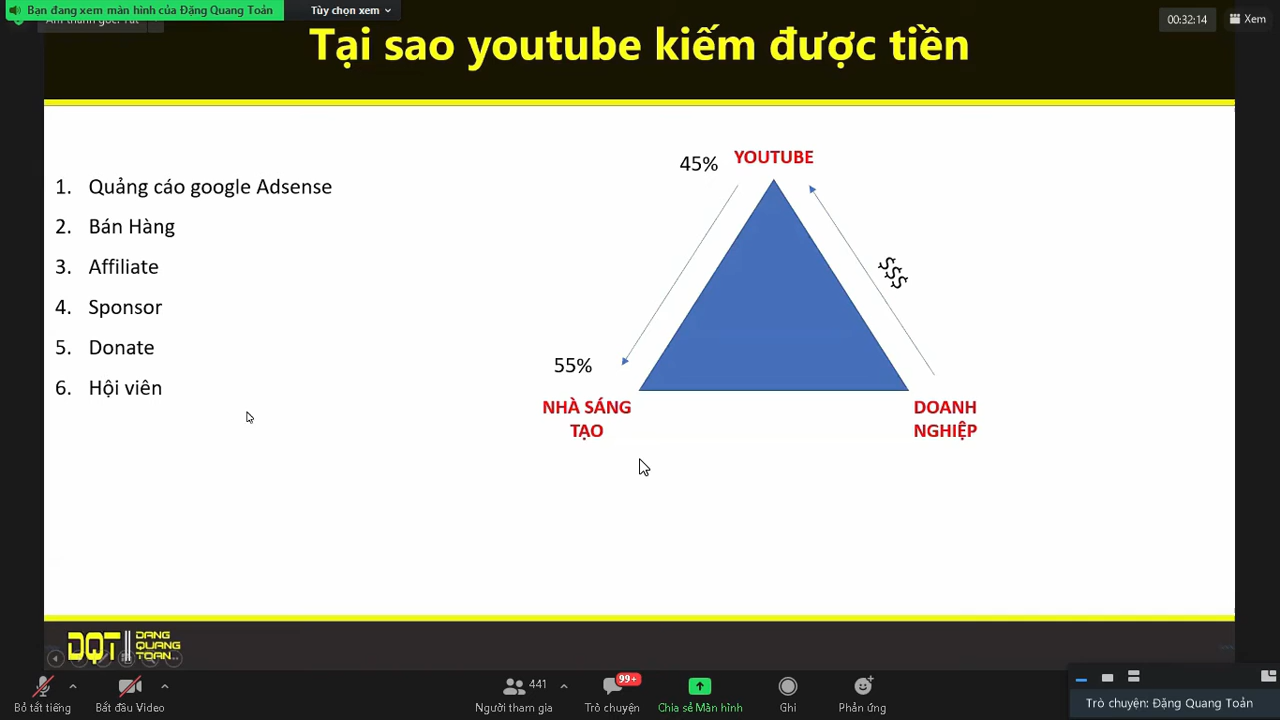 Bạn đang xem màn hình của Đặng Quang Toản
Tùy chọn xem
00:32:14
Xem
Tại sao youtube kiếm được tiền
1. Quảng cáo google Adsense
2. Bán Hàng
3. Affiliate
4. Sponsor
5. Donate
6. Hội viên
45%
YOUTUBE
$$$
55%
NHÀ SÁNG
TẠO
DOANH
NGHIỆP
DQT
DANG
QUANG
TOAN
Bỏ tắt tiếng
Bắt đầu Video
441
Người tham gia
99+
Trò chuyện
Chia sẻ Màn hình
Ghi
Phản ứng
Trò chuyện: Đặng Quang Toản